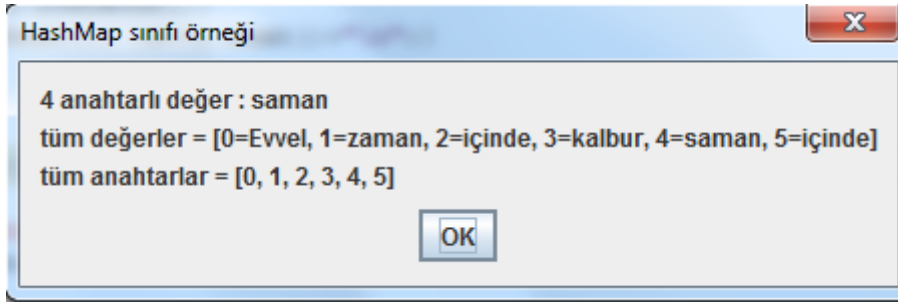 HashMap sınıfı örneği
4 anahtarlı değer : saman
tüm değerler = [0=Evvel, 1=zaman, 2=içinde, 3=kalbur, 4=saman, 5=içinde]
tüm anahtarlar = [0, 1, 2, 3, 4, 5]
OK